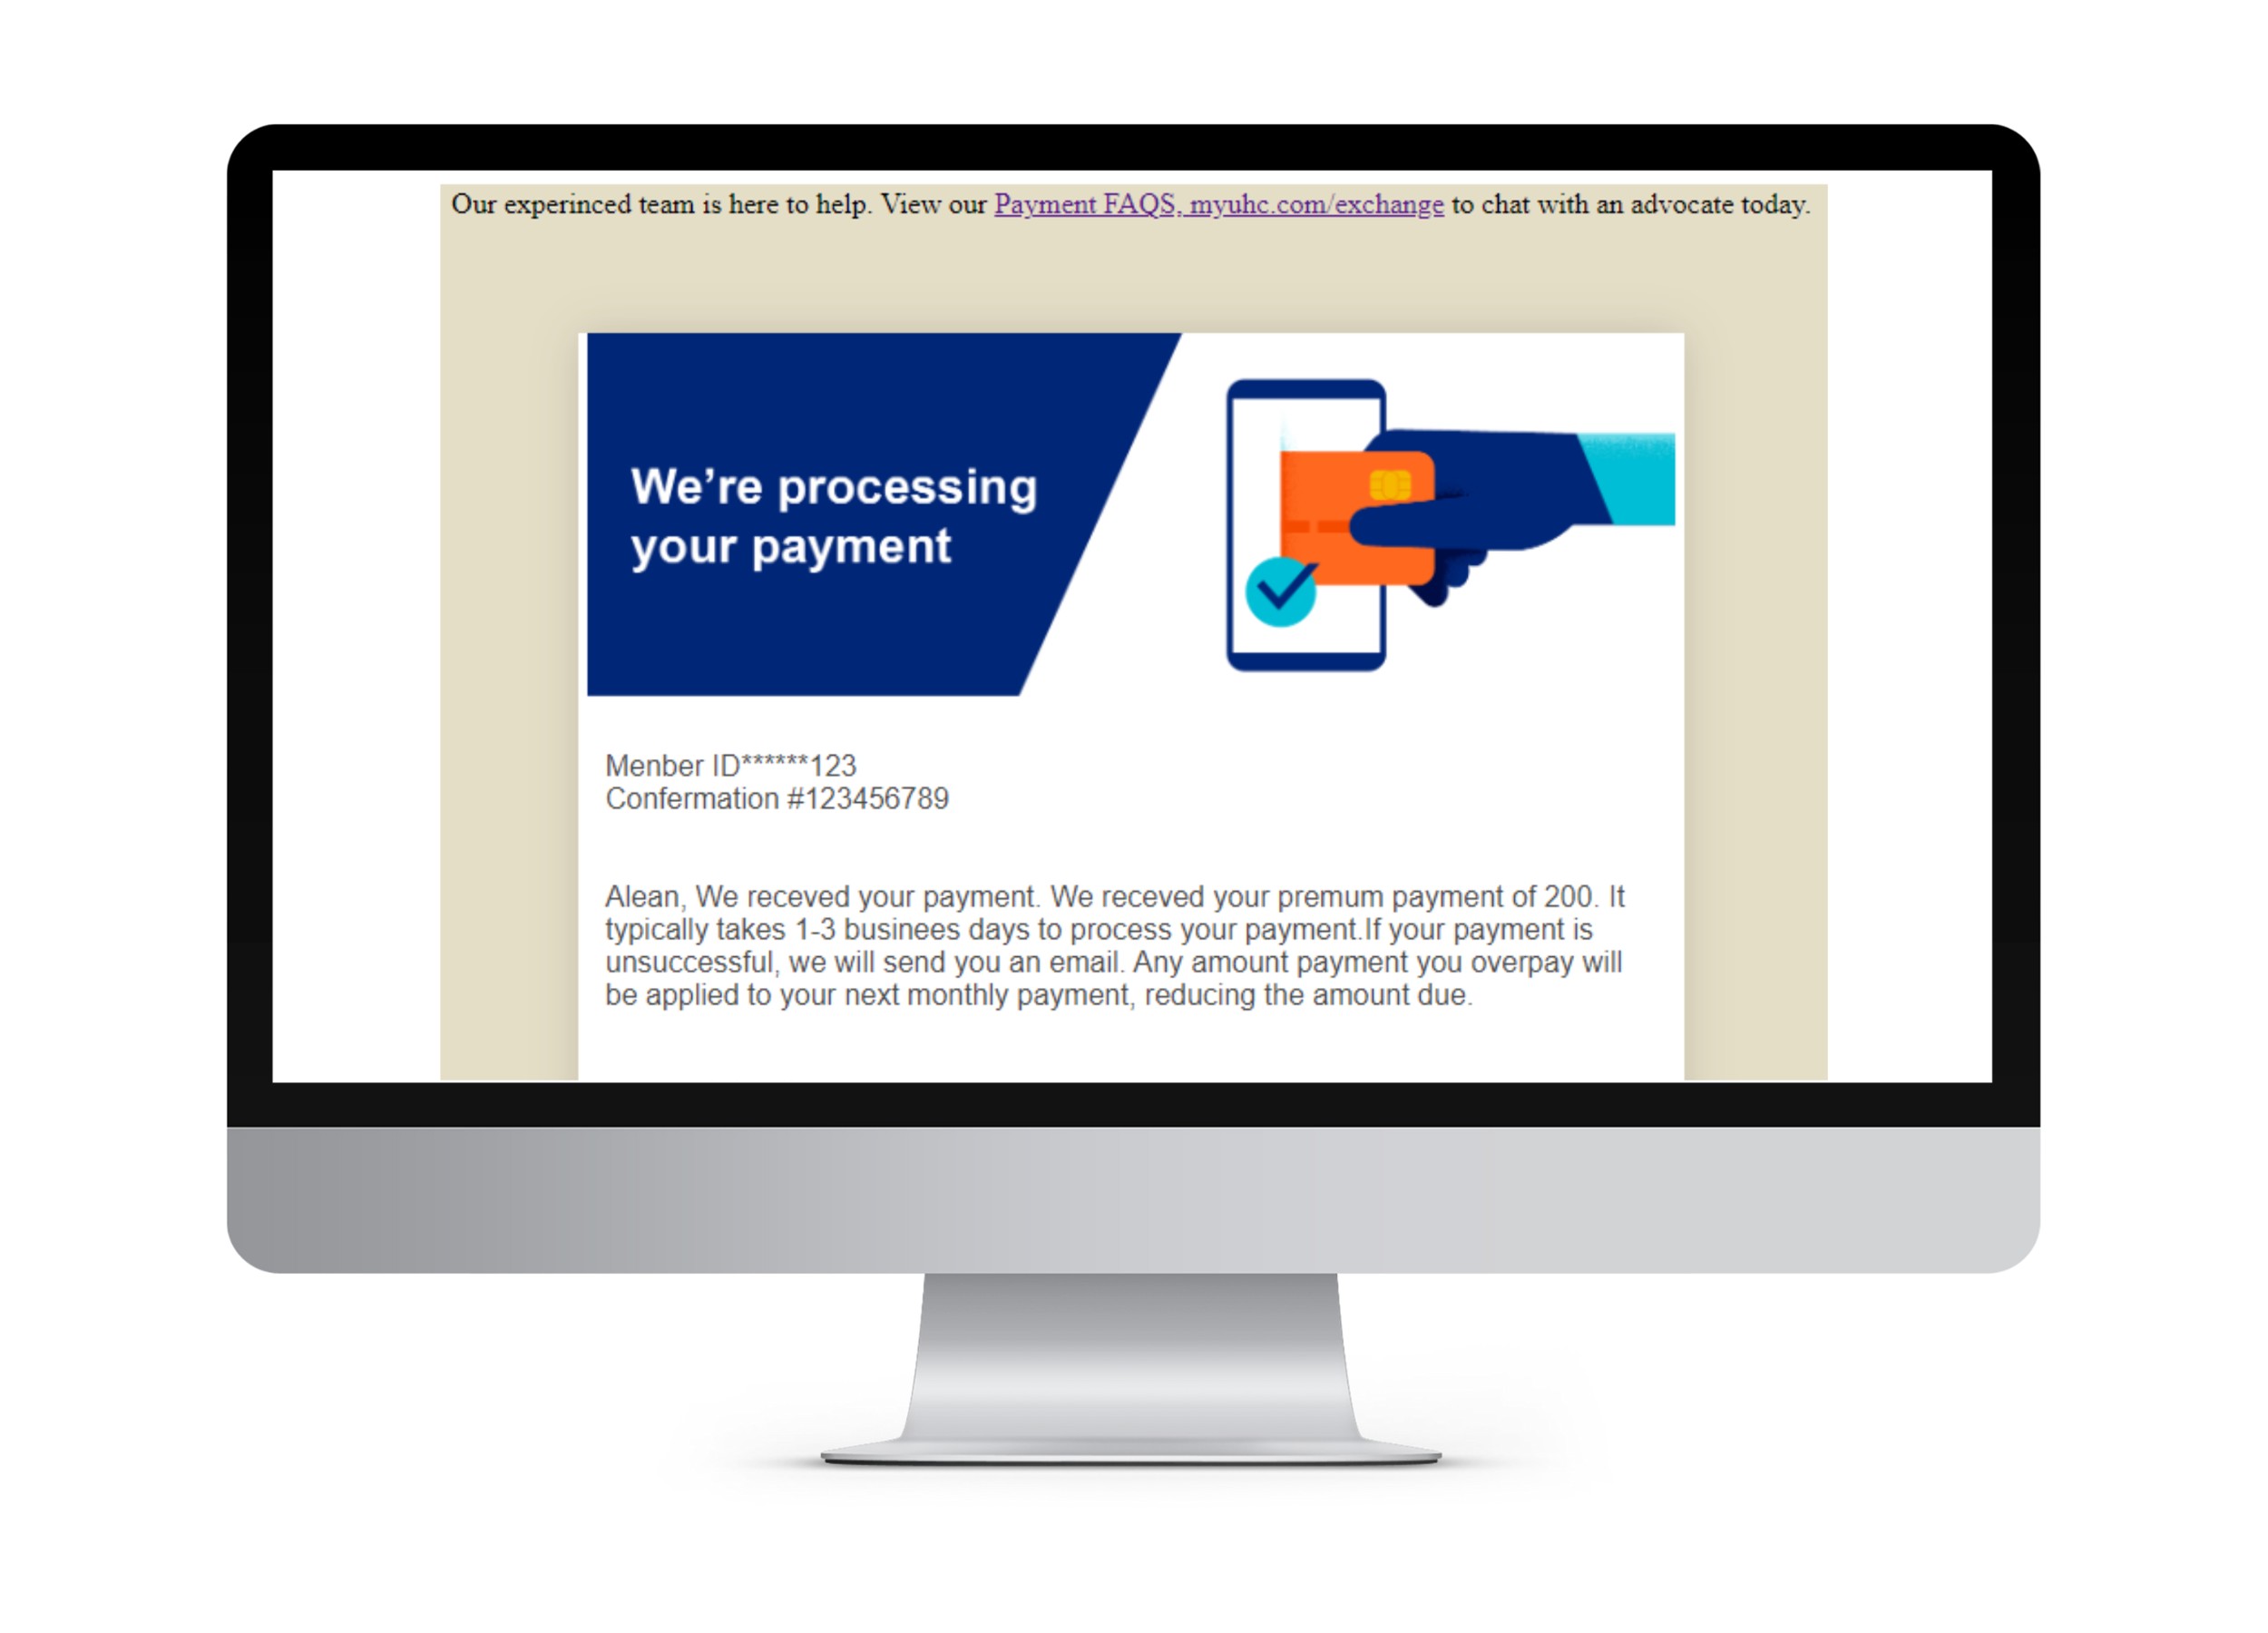 Our experinced team is here to help. View our Payment FAQS, myuhc.com/exchange to chat with an advocate today.
We’re processing
your payment
Menber ID******123
Confermation #123456789
Alean, We receved your payment. We receved your premum payment of 200. It
typically takes 1-3 businees days to process your payment.If your payment is
unsuccessful, we will send you an email. Any amount payment you overpay will
be applied to your next monthly payment, reducing the amount due.